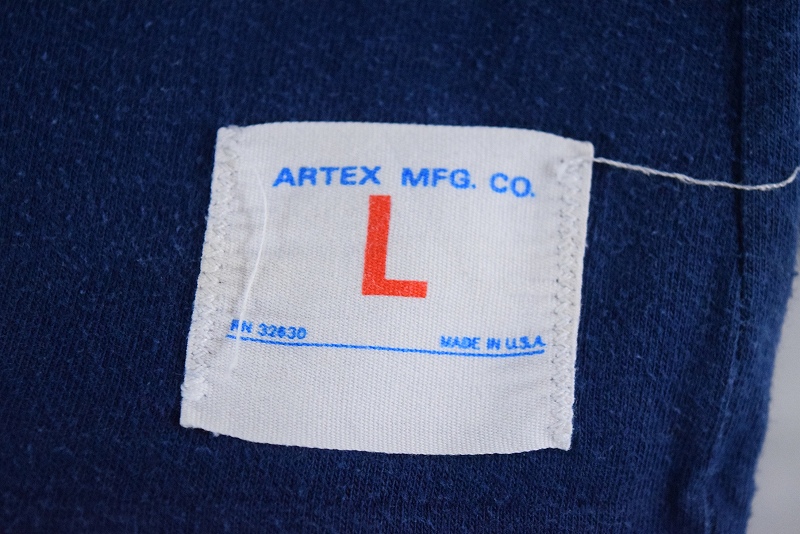 ARTEX MFG. CO.
L
RN 32630
MADE IN U.S.A.